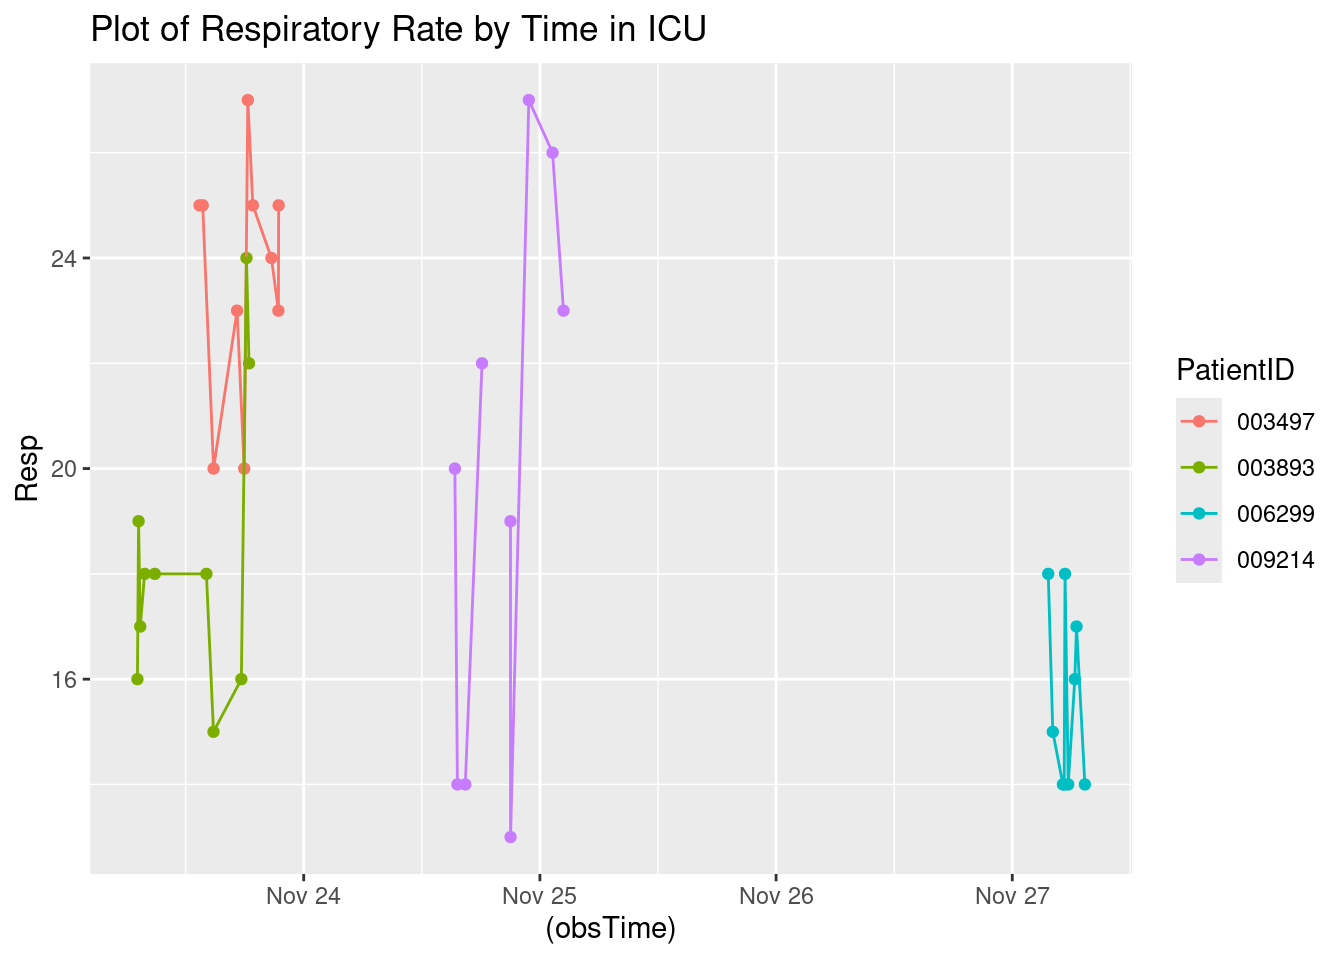 Plot of Respiratory Rate by Time in ICU
24
20
16
Resp
Nov 24
Nov 25
Nov 26
Nov 27
(obsTime)
PatientID
003497
003893
006299
009214